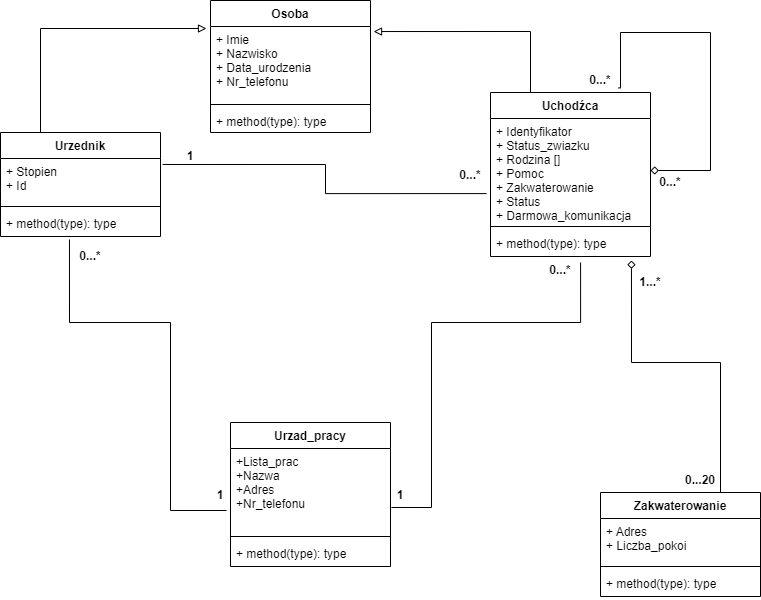 Osoba
+ Imie
+ Nazwisko
+ Data_urodzenia
+ Nr_telefonu
+ method(type): type
0...*
Uchodźca
+ Identyfikator
+ Status_zwiazku
+ Rodzina []
+ Pomoc
+ Zakwaterowanie
+ Status
+ Darmowa_komunikacja
+ method(type): type
0...*
Urzednik
+ Stopien
+ Id
+ method(type): type
1
0...*
0...*
0...*
1...*
Urzad_pracy
+Lista_prac
+Nazwa
+Adres
+Nr_telefonu
+ method(type): type
1
1
0...20
Zakwaterowanie
+ Adres
+ Liczba_pokoi
+ method(type): type